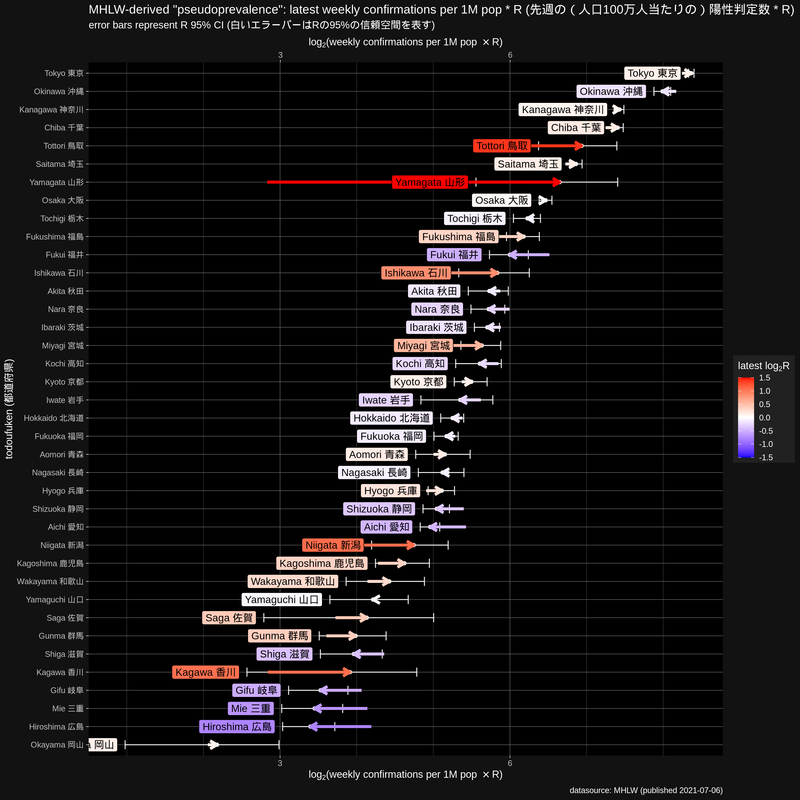 MHLW-derived "pseudoprevalence": latest weekly confirmations per 1M pop * R (先週の ( 人口100万人当たりの ) 陽性判定数 * R)
error bars represent R 95% CI (白いエラーバーはRの95%の信頼空間を表す)
log2(weekly confirmations per 1M pop × R)
3 6
Tokyo 東京 Tokyo 東京
Okinawa 沖縄 Okinawa 沖縄
Kanagawa 神奈川 Kanagawa 神奈川
Chiba 千葉 Chiba 千葉
Tottori 鳥取 Tottori 鳥取
Saitama 埼玉 Saitama 埼玉
Yamagata 山形 Yamagata 山形
Osaka 大阪 Osaka 大阪
Tochigi 栃木 Tochigi 栃木
Fukushima 福島 Fukushima 福島
Fukui 福井 Fukui 福井
Ishikawa 石川 Ishikawa 石川
Akita 秋田 Akita 秋田
Nara 奈良 Nara 奈良
Ibaraki 茨城 Ibaraki 茨城
Miyagi 宮城 Miyagi 宮城
Kochi 高知 Kochi 高知
Kyoto 京都 Kyoto 京都
Iwate 岩手 Iwate 岩手
Hokkaido 北海道 Hokkaido 北海道
Fukuoka 福岡 Fukuoka 福岡
Aomori 青森 Aomori 青森
Nagasaki 長崎 Nagasaki 長崎
Hyogo 兵庫 Hyogo 兵庫
Shizuoka 静岡 Shizuoka 静岡
Aichi 愛知 Aichi 愛知
Niigata 新潟 Niigata 新潟
Kagoshima 鹿児島 Kagoshima 鹿児島
Wakayama 和歌山 Wakayama 和歌山
Yamaguchi 山口 Yamaguchi 山口
Saga 佐賀 Saga 佐賀
Gunma 群馬 Gunma 群馬
Shiga 滋賀 Shiga 滋賀
Kagawa 香川 Kagawa 香川
Gifu 岐阜 Gifu 岐阜
Mie 三重 Mie 三重
Hiroshima 広島 Hiroshima 広島
Okayama 岡山 岡山
3 6
log2(weekly confirmations per 1M pop × R)
todoufuken (都道府県)
latest log2R
1.5
1.0
0.5
0.0
-0.5
-1.0
-1.5
datasource: MHLW (published 2021-07-06)